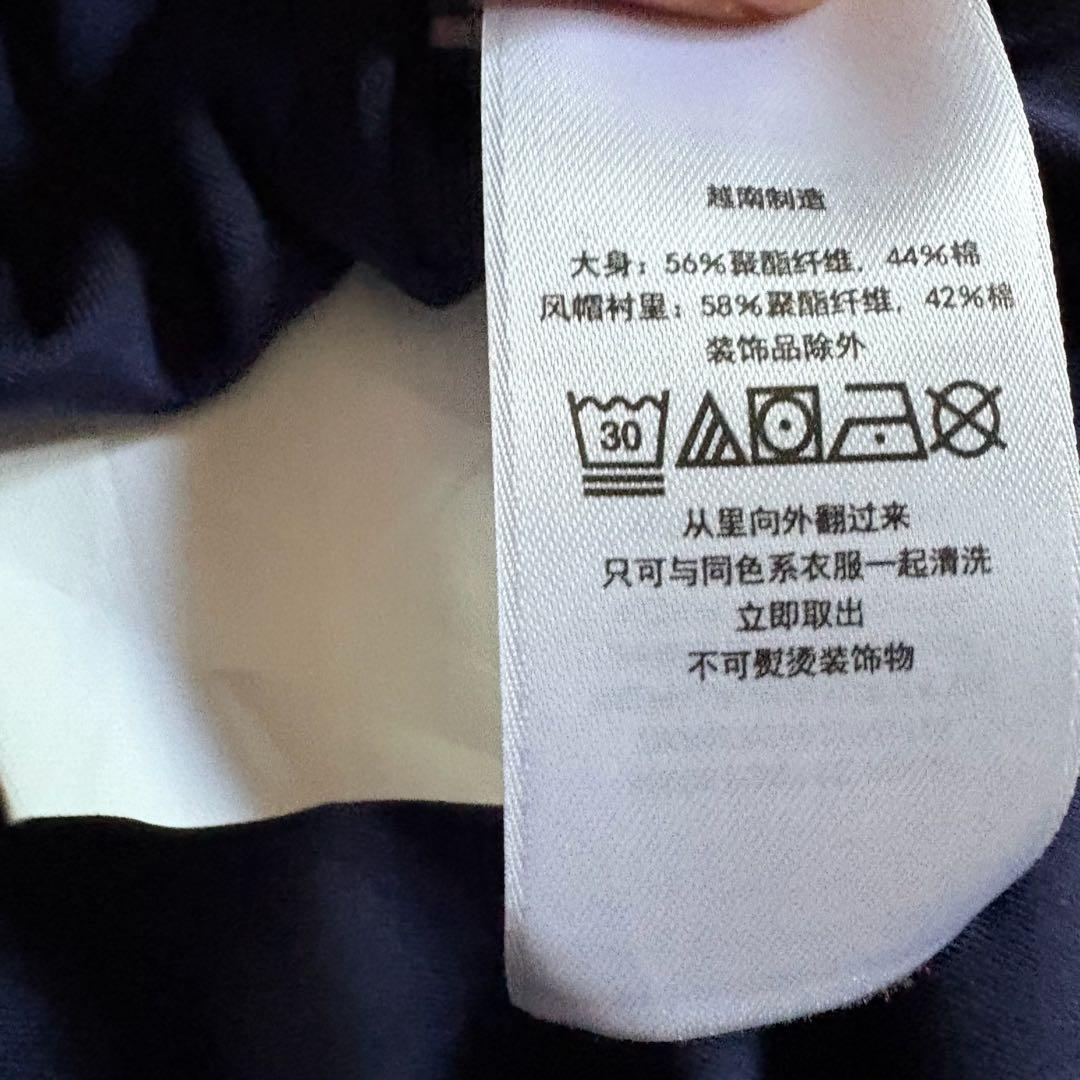 越南制造
大身：56%聚酯纤维，44%棉
风帽衬里：58%聚酯纤维，42%棉
装饰品除外
30
从里向外翻过来
只可与同色系衣服一起清洗
立即取出
不可熨烫装饰物